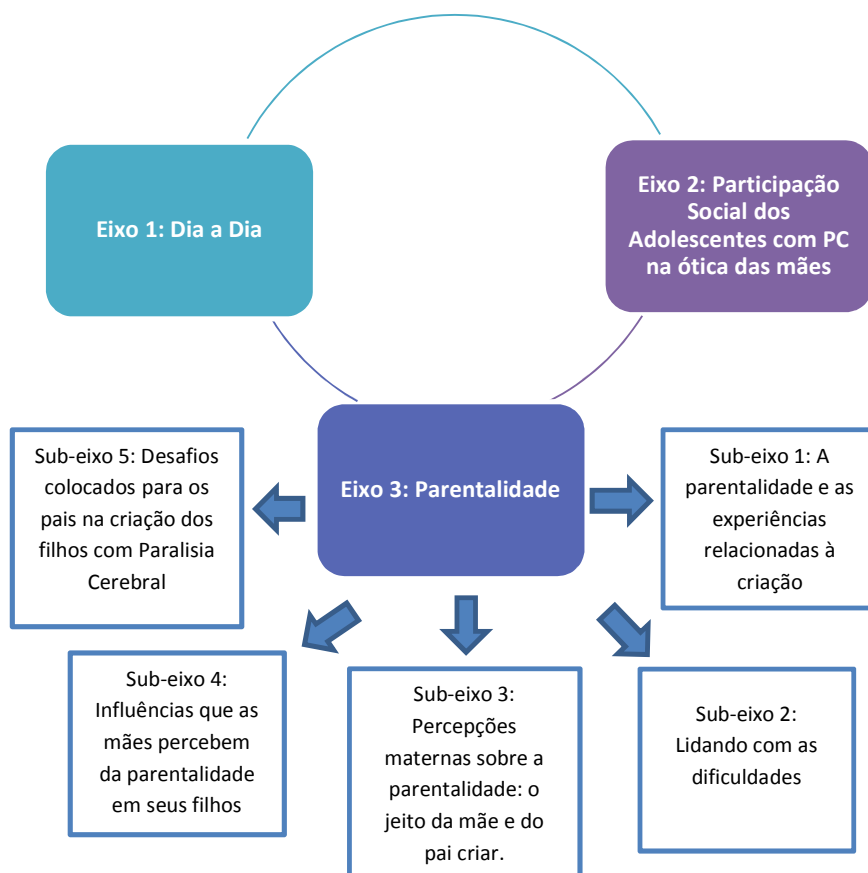 Eixo 1: Dia a Dia
Eixo 2: Participação
Social dos
Adolescentes com PC
na ótica das mães
Eixo 3: Parentalidade
Sub-eixo 5: Desafios
colocados para os
pais na criação dos
filhos com Paralisia
Cerebral
Sub-eixo 1: A
parentalidade e as
experiências
relacionadas à
criação
Sub-eixo 4:
Influências que as
mães percebem
da parentalidade
em seus filhos
Sub-eixo 3:
Percepções
maternas sobre a
parentalidade: o
jeito da mãe e do
pai criar.
Sub-eixo 2:
Lidando com as
dificuldades